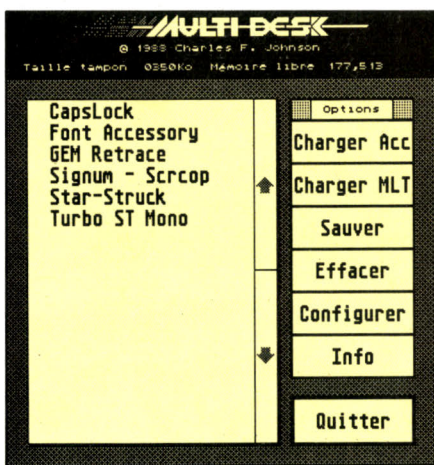 MULTI-DESK
© 1988 Charles F. Johnson
Taille tampon 0350Ko Mémoire libre 177,513
CapsLock
Font Accessory
GEM Retrace
Signum - Scrcop
Star-Struck
Turbo ST Mono
Options
Charger Acc
Charger MLT
Sauver
Effacer
Configurer
Info
Quitter